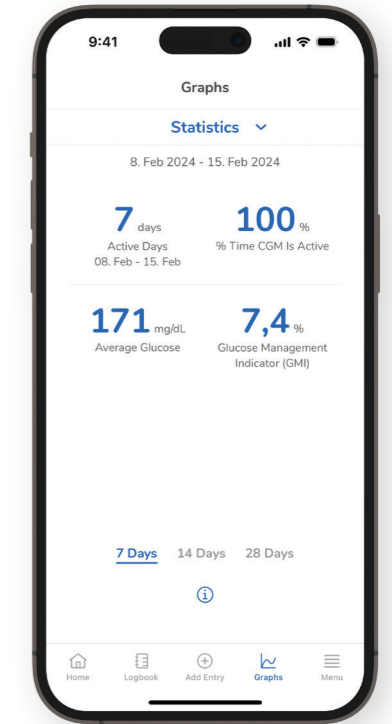 9:41
Graphs
Statistics
8. Feb 2024 - 15. Feb 2024
7 days
Active Days
08. Feb - 15. Feb
100 %
% Time CGM Is Active
171 mg/dL
Average Glucose
7,4 %
Glucose Management
Indicator (GMI)
7 Days 14 Days 28 Days
Home Logbook Add Entry Graphs Menu